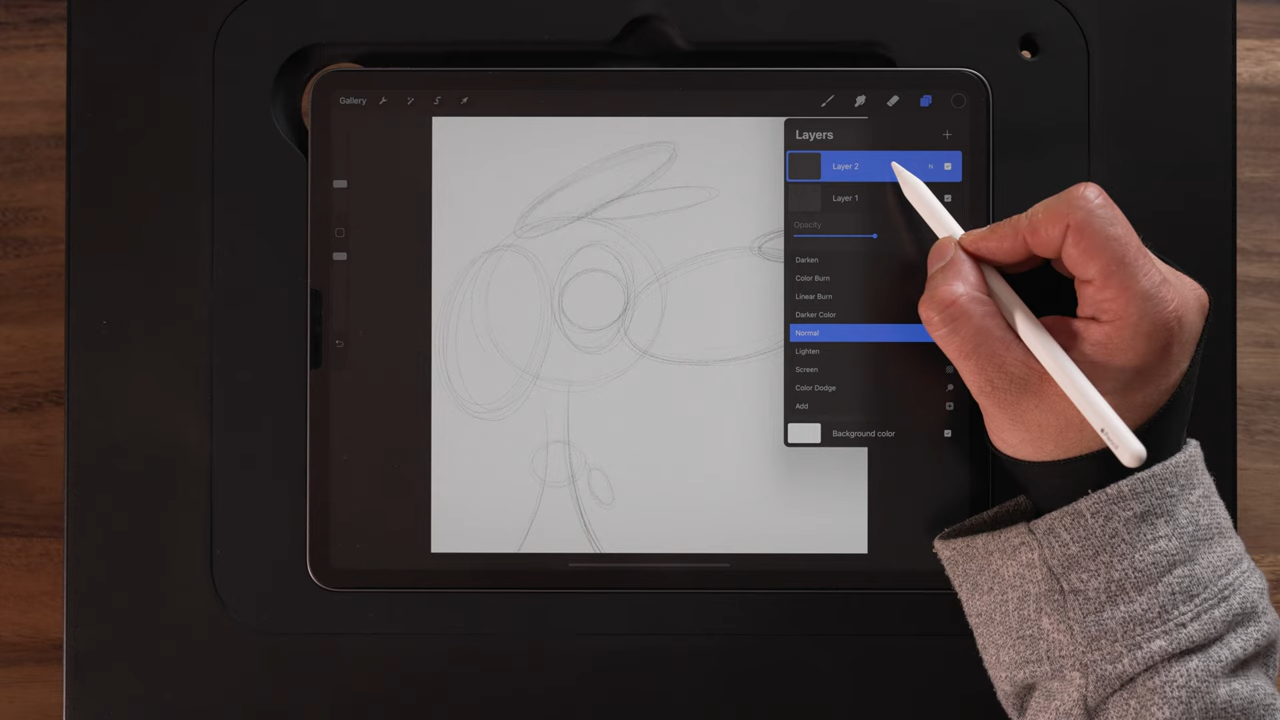 Gallery
Layers
Layer 2 N
Layer 1
Opacity
Darken
Color Burn
Linear Burn
Darker Color
Normal
Lighten
Screen
Color Dodge
Add
Background color